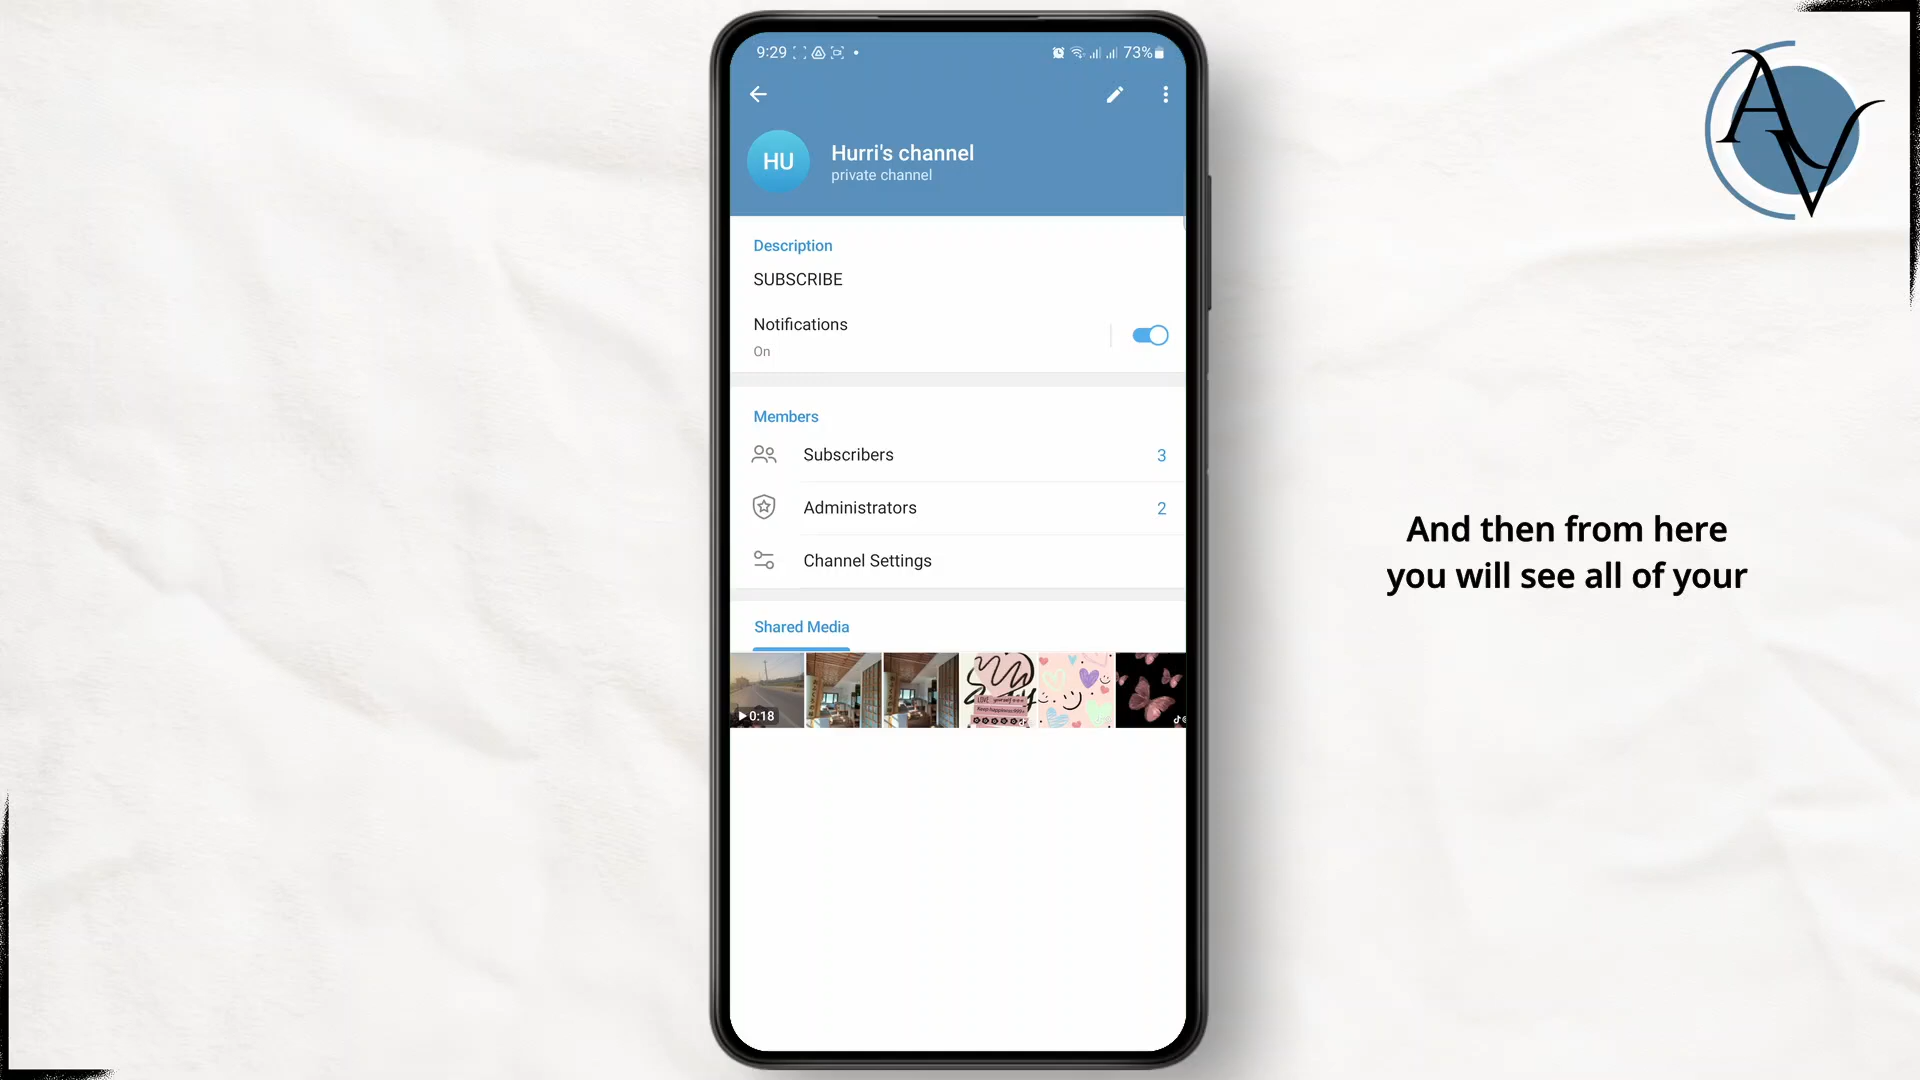 9:29
73%
HU
Hurri's channel
private channel
Description
SUBSCRIBE
Notifications
On
Members
Subscribers 3
Administrators 2
Channel Settings
Shared Media
0:18
AV
And then from here
you will see all of your